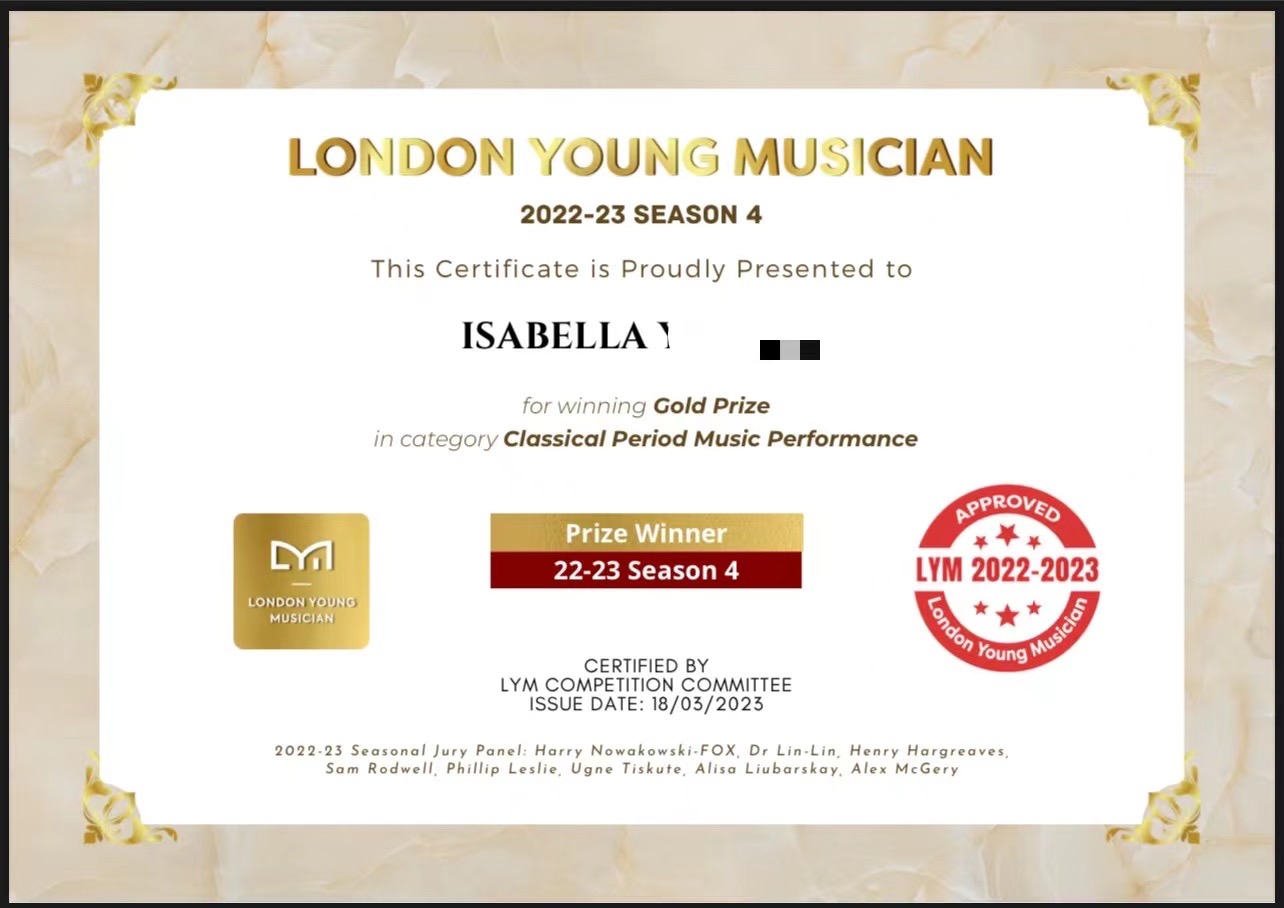 LONDON YOUNG MUSICIAN
2022-23 SEASON 4
This Certificate is Proudly Presented to
ISABELLA
for winning Gold Prize
in category Classical Period Music Performance
LYM
LONDON YOUNG
MUSICIAN
Prize Winner
22-23 Season 4
APPROVED
LYM 2022-2023
London Young Musician
CERTIFIED BY
LYM COMPETITION COMMITTEE
ISSUE DATE: 18/03/2023
2022-23 Seasonal Jury Panel: Harry Nowakowski-FOX, Dr Lin-Lin, Henry Hargreaves,
Sam Rodwell, Phillip Leslie, Ugne Tiskute, Alisa Liubarskay, Alex McGery